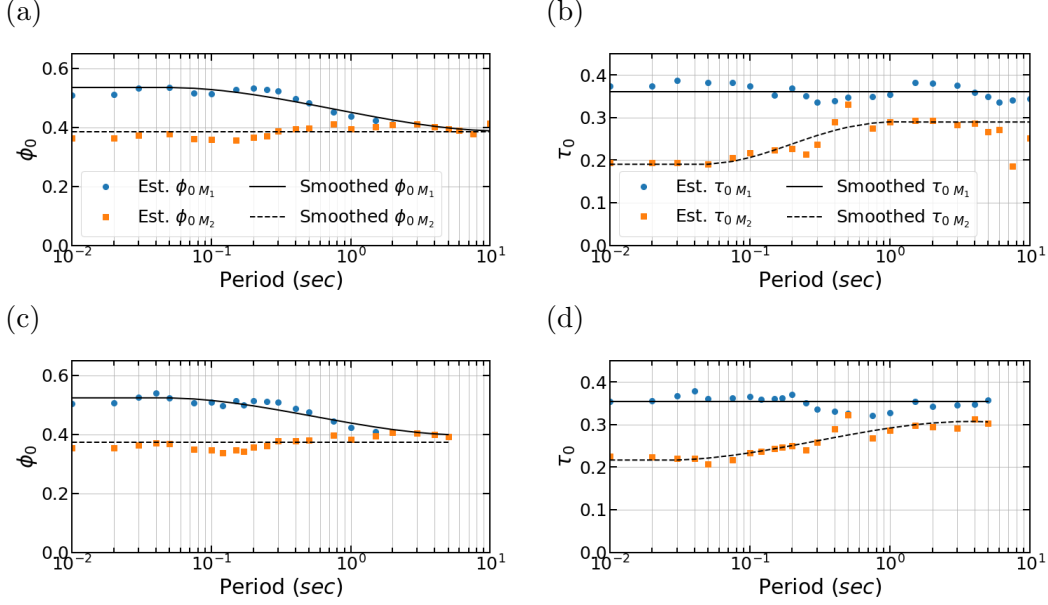 (a)
0.6
0.4
0.2
0.0
ϕ₀
Est. ϕ₀ M₁
Est. ϕ₀ M₂
Smoothed ϕ₀ M₁
Smoothed ϕ₀ M₂
10⁻² 10⁻¹ 10⁰ 10¹
Period (sec)
(b)
0.4
0.3
0.2
0.1
0.0
τ₀
Est. τ₀ M₁
Est. τ₀ M₂
Smoothed τ₀ M₁
Smoothed τ₀ M₂
10⁻² 10⁻¹ 10⁰ 10¹
Period (sec)
(c)
0.6
0.4
0.2
0.0
ϕ₀
10⁻² 10⁻¹ 10⁰ 10¹
Period (sec)
(d)
0.4
0.3
0.2
0.1
0.0
τ₀
10⁻² 10⁻¹ 10⁰ 10¹
Period (sec)